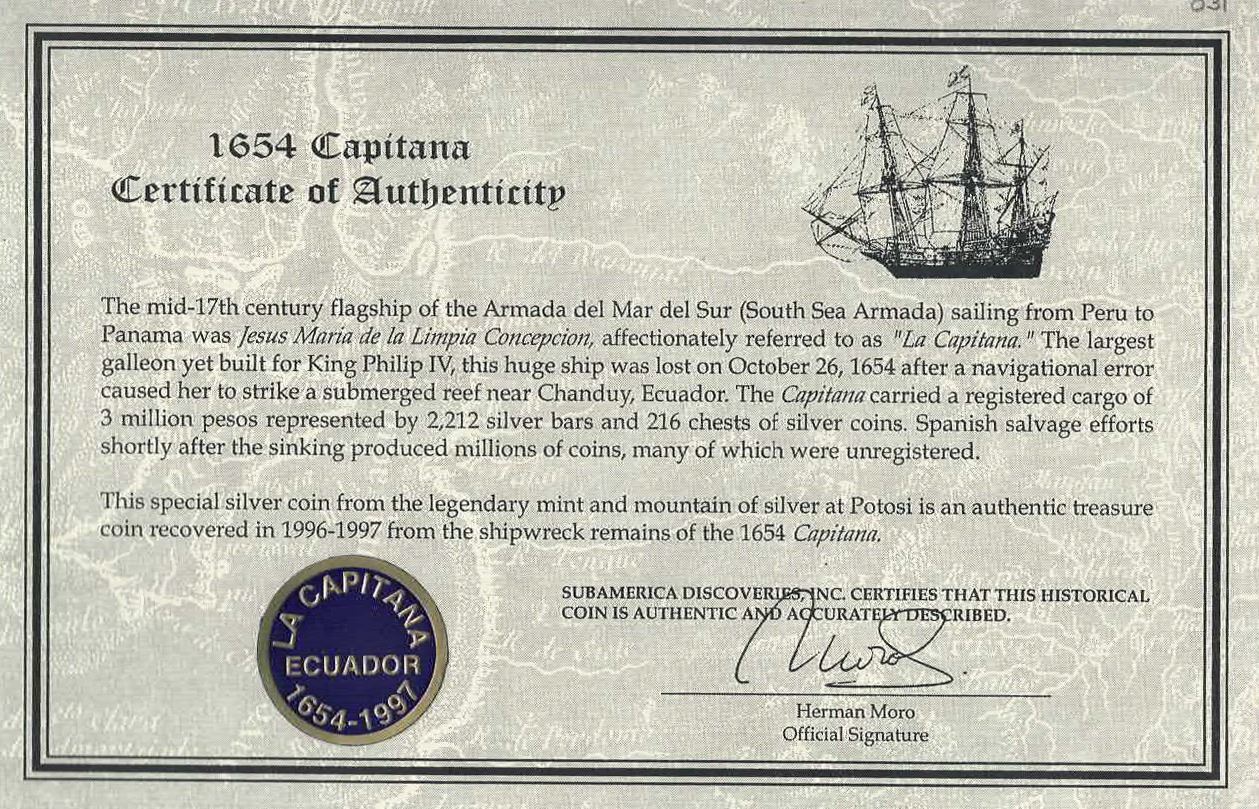 031
1654 Capitana
Certificate of Authenticity
The mid-17th century flagship of the Armada del Mar del Sur (South Sea Armada) sailing from Peru to
Panama was Jesus Maria de la Limpia Concepcion, affectionately referred to as "La Capitana." The largest
galleon yet built for King Philip IV, this huge ship was lost on October 26, 1654 after a navigational error
caused her to strike a submerged reef near Chanduy, Ecuador. The Capitana carried a registered cargo of
3 million pesos represented by 2,212 silver bars and 216 chests of silver coins. Spanish salvage efforts
shortly after the sinking produced millions of coins, many of which were unregistered.
This special silver coin from the legendary mint and mountain of silver at Potosi is an authentic treasure
coin recovered in 1996-1997 from the shipwreck remains of the 1654 Capitana.
LA CAPITANA
ECUADOR
1654-1997
SUBAMERICA DISCOVERIES, INC. CERTIFIES THAT THIS HISTORICAL
COIN IS AUTHENTIC AND ACCURATELY DESCRIBED.
Moro
Herman Moro
Official Signature